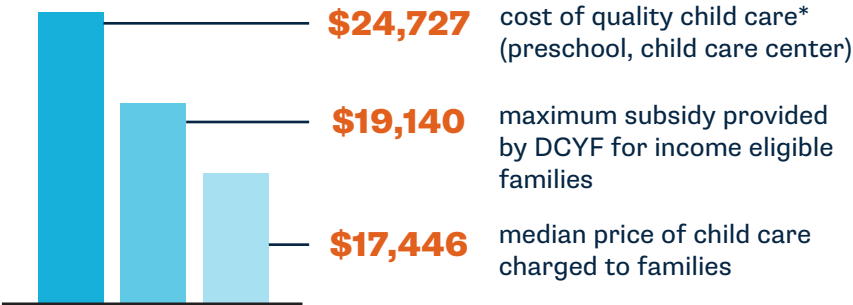 $24,727
cost of quality child care*
(preschool, child care center)
$19,140
maximum subsidy provided
by DCYF for income eligible
families
$17,446
median price of child care
charged to families